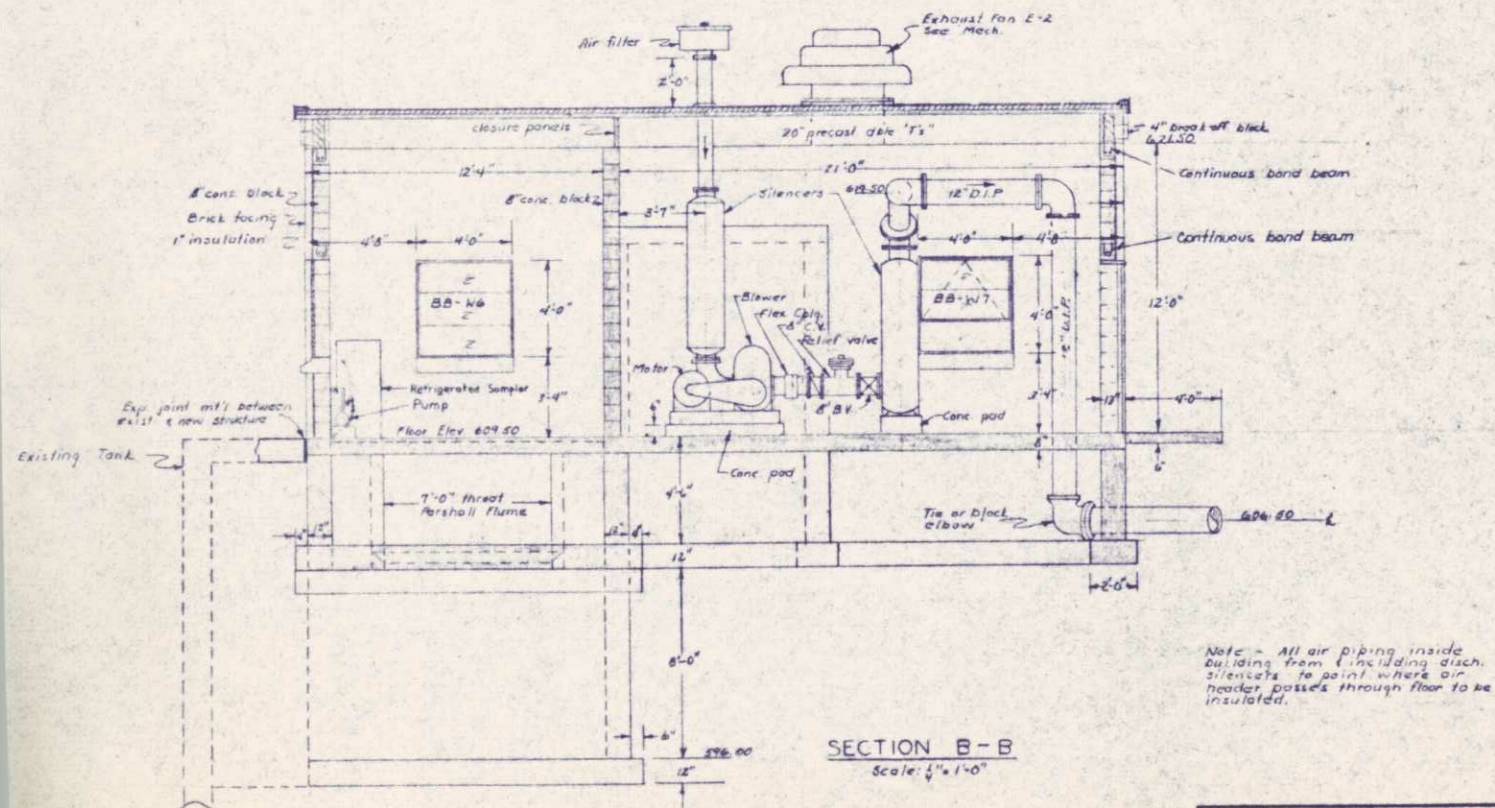 Exhaust Fan E-2
See Mech.
Air filter
2'-0"
closure panels
20" precast dble 'T's"
4" break off block
621.50
12'-4"
21'-0"
Continuous bond beam
8" conc. block
8" conc. block
Silencers
619.50
12" D.I.P.
Brick facing
3'-7"
1" insulation
4'-8"
4'-0"
4'-0"
4'-8"
Continuous bond beam
BB-W6
4'-0"
Blower
Flex Cplg.
8" C.V.
Relief valve
BB-W7
4'-0"
12" D.I.P.
12'-0"
Motor
Refrigerated Sampler
Pump
3'-4"
6"
8" B.V.
3'-4"
12"
4'-0"
Exp. joint mt'l between
exist & new structure
Floor Elev. 609.50
Conc. pad
Existing Tank
8"
6"
Conc. pad
7'-0" throat
Parshall Flume
4'-6"
Tie or block
elbow
606.50
12"
12"
12"
2'-0"
8'-0"
Note - All air piping inside
building from & including disch.
silencers to point where air
header passes through floor to be
insulated.
6"
596.00
12"
SECTION B-B
Scale: 1/4" = 1'-0"